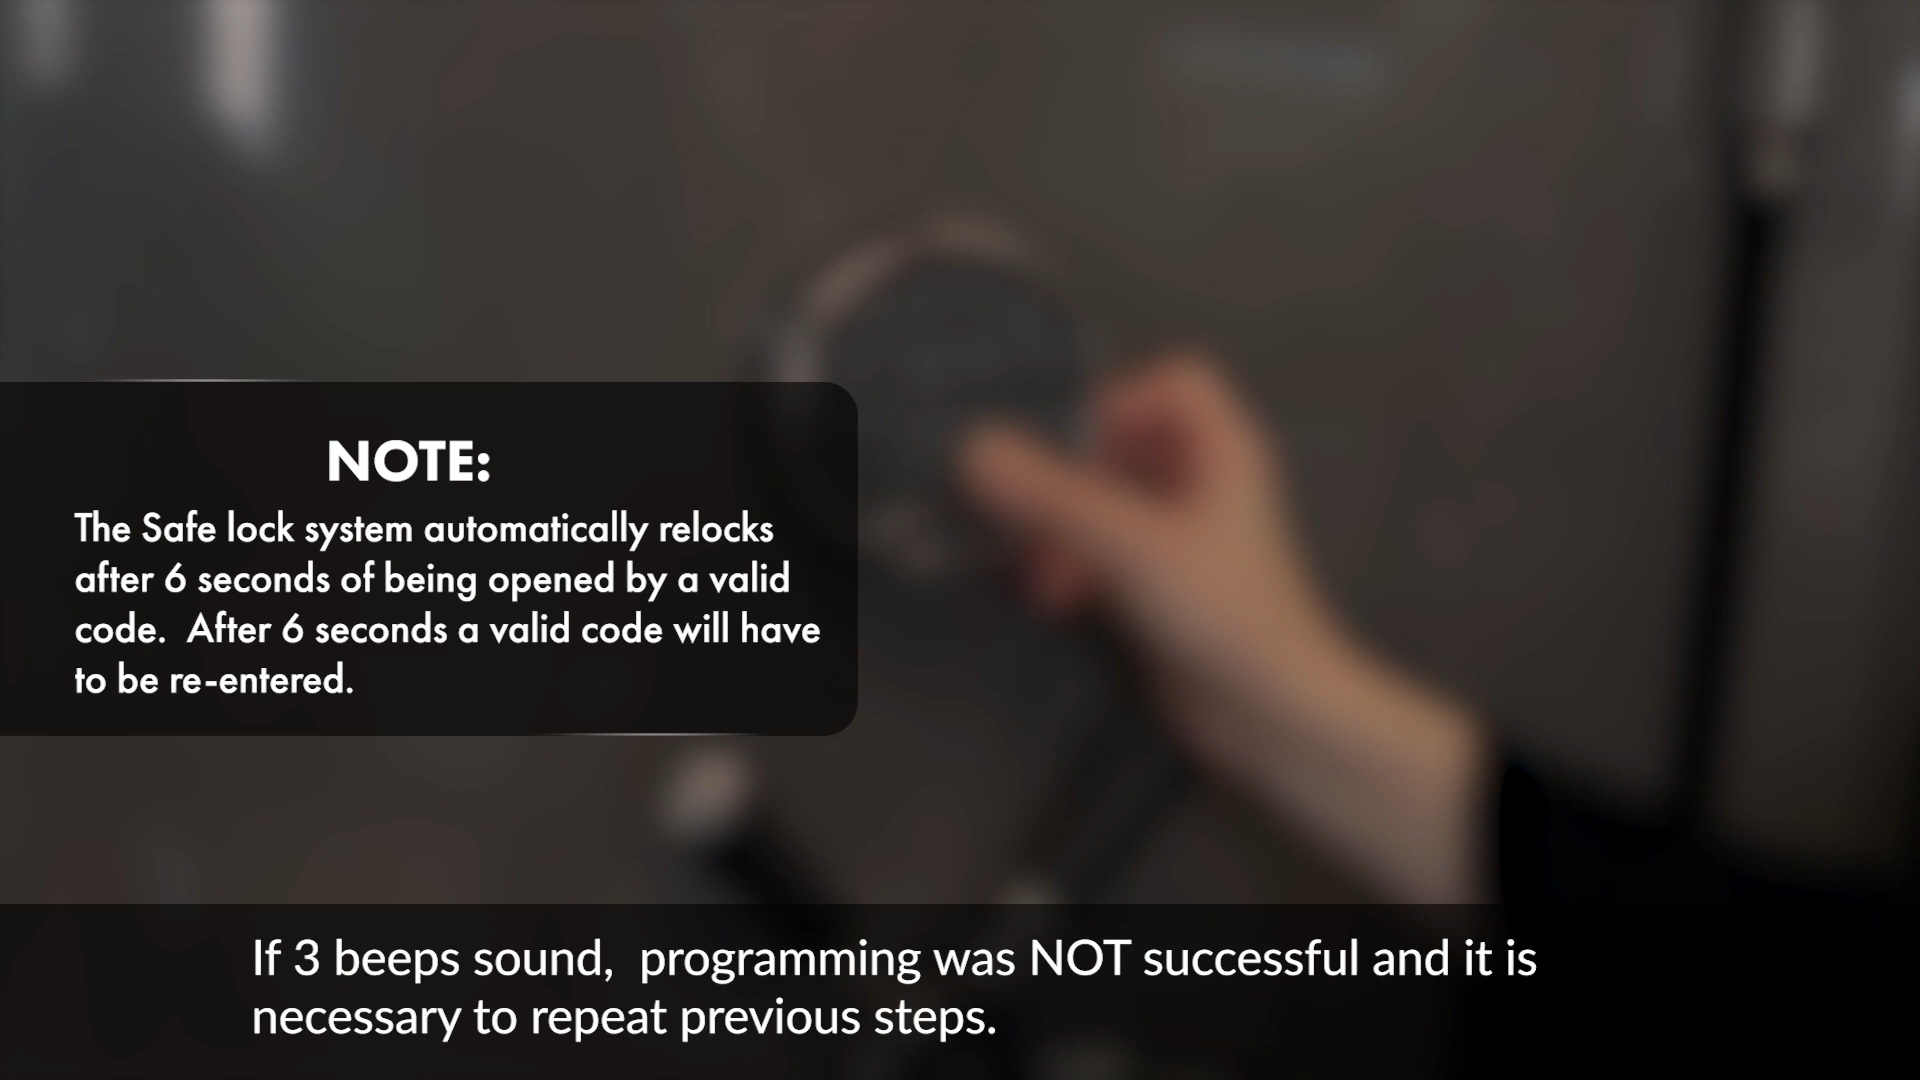 NOTE:
The Safe lock system automatically relocks
after 6 seconds of being opened by a valid
code.  After 6 seconds a valid code will have
to be re-entered.
If 3 beeps sound,  programming was NOT successful and it is
necessary to repeat previous steps.